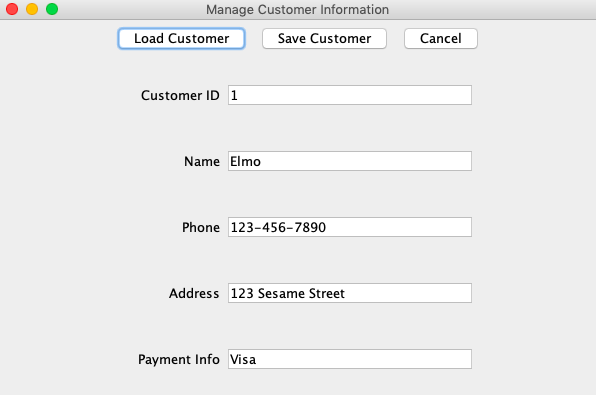 Manage Customer Information
Load Customer Save Customer Cancel
Customer ID 1
Name Elmo
Phone 123-456-7890
Address 123 Sesame Street
Payment Info Visa